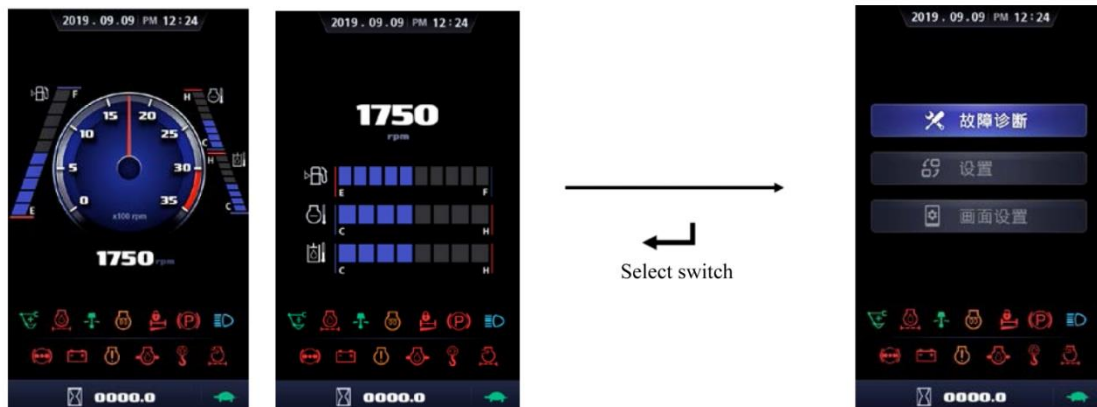 2019 . 09 . 09 PM 12 : 24
F
H
15
20
10
25
C
H
5
30
0
35
E
C
x100 rpm
1750 rpm
0000.0
2019 . 09 . 09 PM 12 : 24
1750
rpm
E
F
C
H
C
H
P
0000.0
Select switch
2019 . 09 . 09 PM 12 : 24
故障诊断
设置
画面设置
P
0000.0